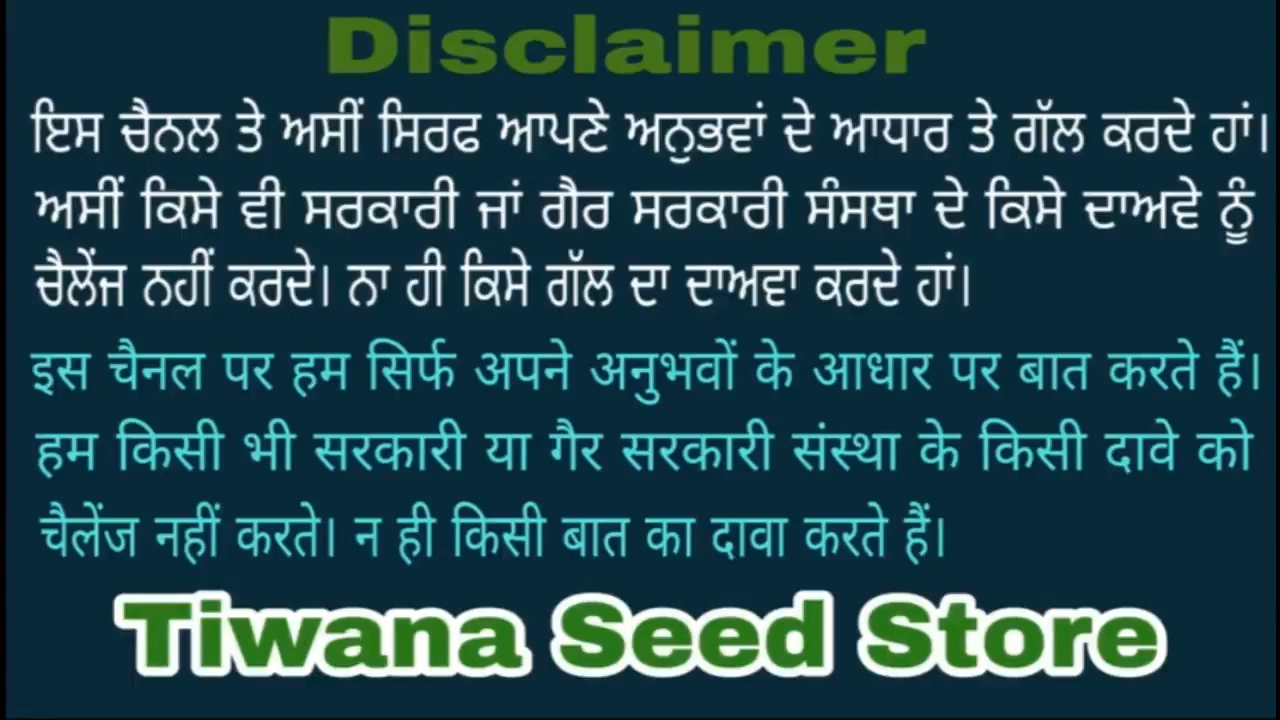 Disclaimer
ਇਸ ਚੈਨਲ ਤੇ ਅਸੀਂ ਸਿਰਫ ਆਪਣੇ ਅਨੁਭਵਾਂ ਦੇ ਆਧਾਰ ਤੇ ਗੱਲ ਕਰਦੇ ਹਾਂ।
ਅਸੀਂ ਕਿਸੇ ਵੀ ਸਰਕਾਰੀ ਜਾਂ ਗੈਰ ਸਰਕਾਰੀ ਸੰਸਥਾ ਦੇ ਕਿਸੇ ਦਾਅਵੇ ਨੂੰ
ਚੈਲੇਂਜ ਨਹੀਂ ਕਰਦੇ। ਨਾ ਹੀ ਕਿਸੇ ਗੱਲ ਦਾ ਦਾਅਵਾ ਕਰਦੇ ਹਾਂ।
इस चैनल पर हम सिर्फ अपने अनुभवों के आधार पर बात करते हैं।
हम किसी भी सरकारी या गैर सरकारी संस्था के किसी दावे को
चैलेंज नहीं करते। न ही किसी बात का दावा करते हैं।
Tiwana Seed Store